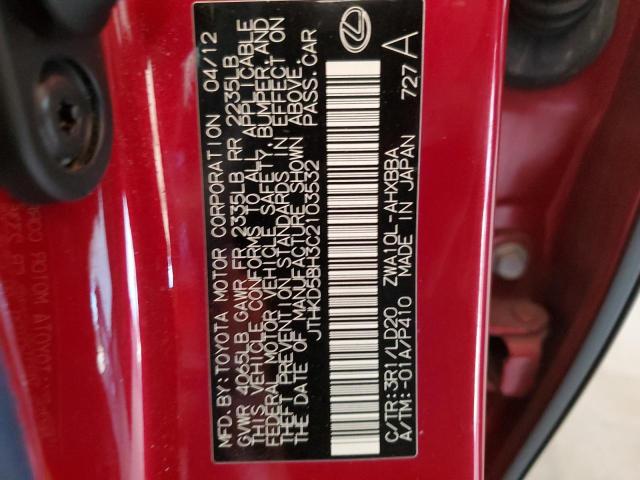 MFD. BY: TOYOTA MOTOR CORPORATION 04/12
GVWR 4065LB GAWR FR 2335LB RR 2235LB
THIS VEHICLE CONFORMS TO ALL APPLICABLE
FEDERAL MOTOR VEHICLE SAFETY, BUMPER, AND
THEFT PREVENTION STANDARDS IN EFFECT ON
THE DATE OF MANUFACTURE SHOWN ABOVE.
JTHKD5BH3C2103532 PASS. CAR
C/TR: 3R1/LD20 ZWA10L-AHXBBA
A/TM: -01A/P410 MADE IN JAPAN 727 A